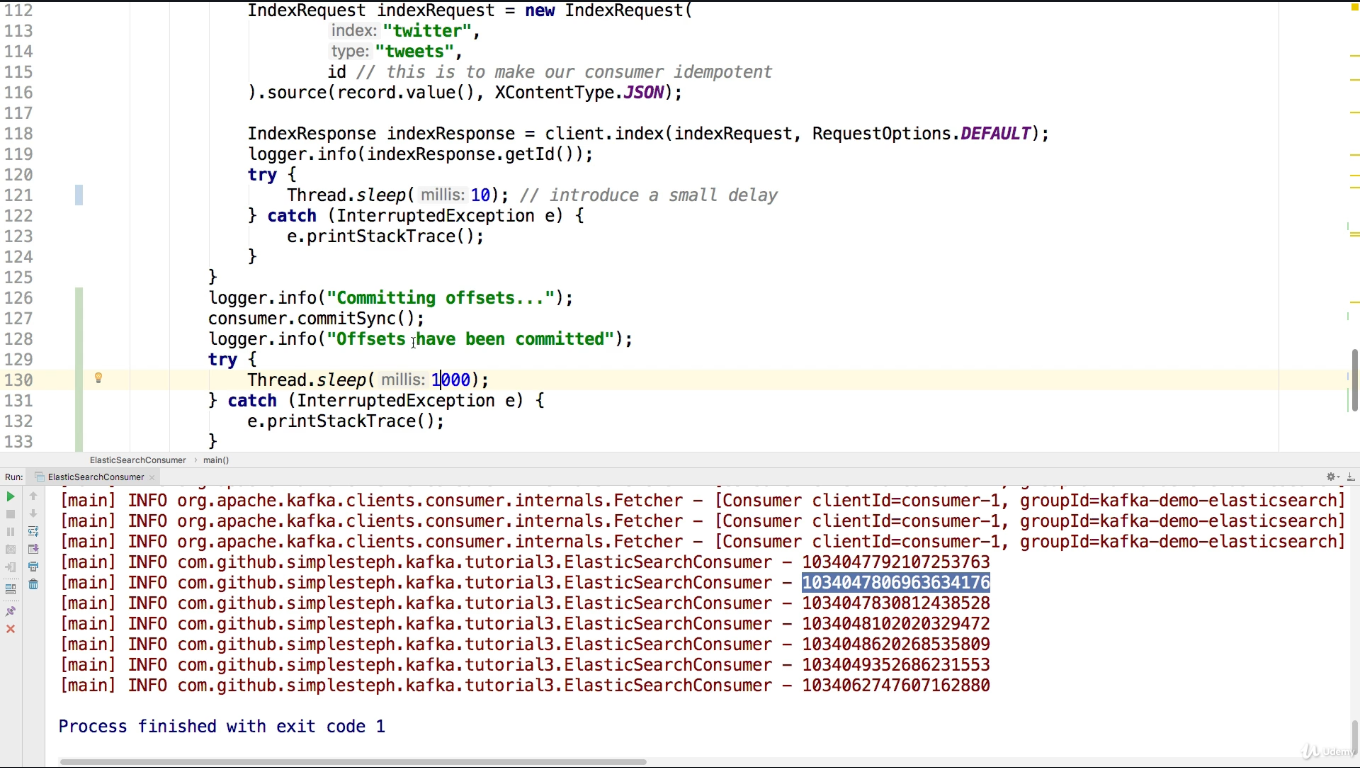 112 IndexRequest indexRequest = new IndexRequest(
113 index: "twitter",
114 type: "tweets",
115 id // this is to make our consumer idempotent
116 ).source(record.value(), XContentType.JSON);
117
118 IndexResponse indexResponse = client.index(indexRequest, RequestOptions.DEFAULT);
119 logger.info(indexResponse.getId());
120 try {
121 Thread.sleep( millis: 10); // introduce a small delay
122 } catch (InterruptedException e) {
123 e.printStackTrace();
124 }
125 }
126 logger.info("Committing offsets...");
127 consumer.commitSync();
128 logger.info("Offsets have been committed");
129 try {
130 Thread.sleep( millis: 1000);
131 } catch (InterruptedException e) {
132 e.printStackTrace();
133 }
ElasticSearchConsumer › main()
Run: ElasticSearchConsumer ×
[main] INFO org.apache.kafka.clients.consumer.internals.Fetcher - [Consumer clientId=consumer-1, groupId=kafka-demo-elasticsearch]
[main] INFO org.apache.kafka.clients.consumer.internals.Fetcher - [Consumer clientId=consumer-1, groupId=kafka-demo-elasticsearch]
[main] INFO org.apache.kafka.clients.consumer.internals.Fetcher - [Consumer clientId=consumer-1, groupId=kafka-demo-elasticsearch]
[main] INFO com.github.simplesteph.kafka.tutorial3.ElasticSearchConsumer - 1034047792107253763
[main] INFO com.github.simplesteph.kafka.tutorial3.ElasticSearchConsumer - 1034047806963634176
[main] INFO com.github.simplesteph.kafka.tutorial3.ElasticSearchConsumer - 1034047830812438528
[main] INFO com.github.simplesteph.kafka.tutorial3.ElasticSearchConsumer - 1034048102020329472
[main] INFO com.github.simplesteph.kafka.tutorial3.ElasticSearchConsumer - 1034048620268535809
[main] INFO com.github.simplesteph.kafka.tutorial3.ElasticSearchConsumer - 1034049352686231553
[main] INFO com.github.simplesteph.kafka.tutorial3.ElasticSearchConsumer - 1034062747607162880
Process finished with exit code 1
Udemy